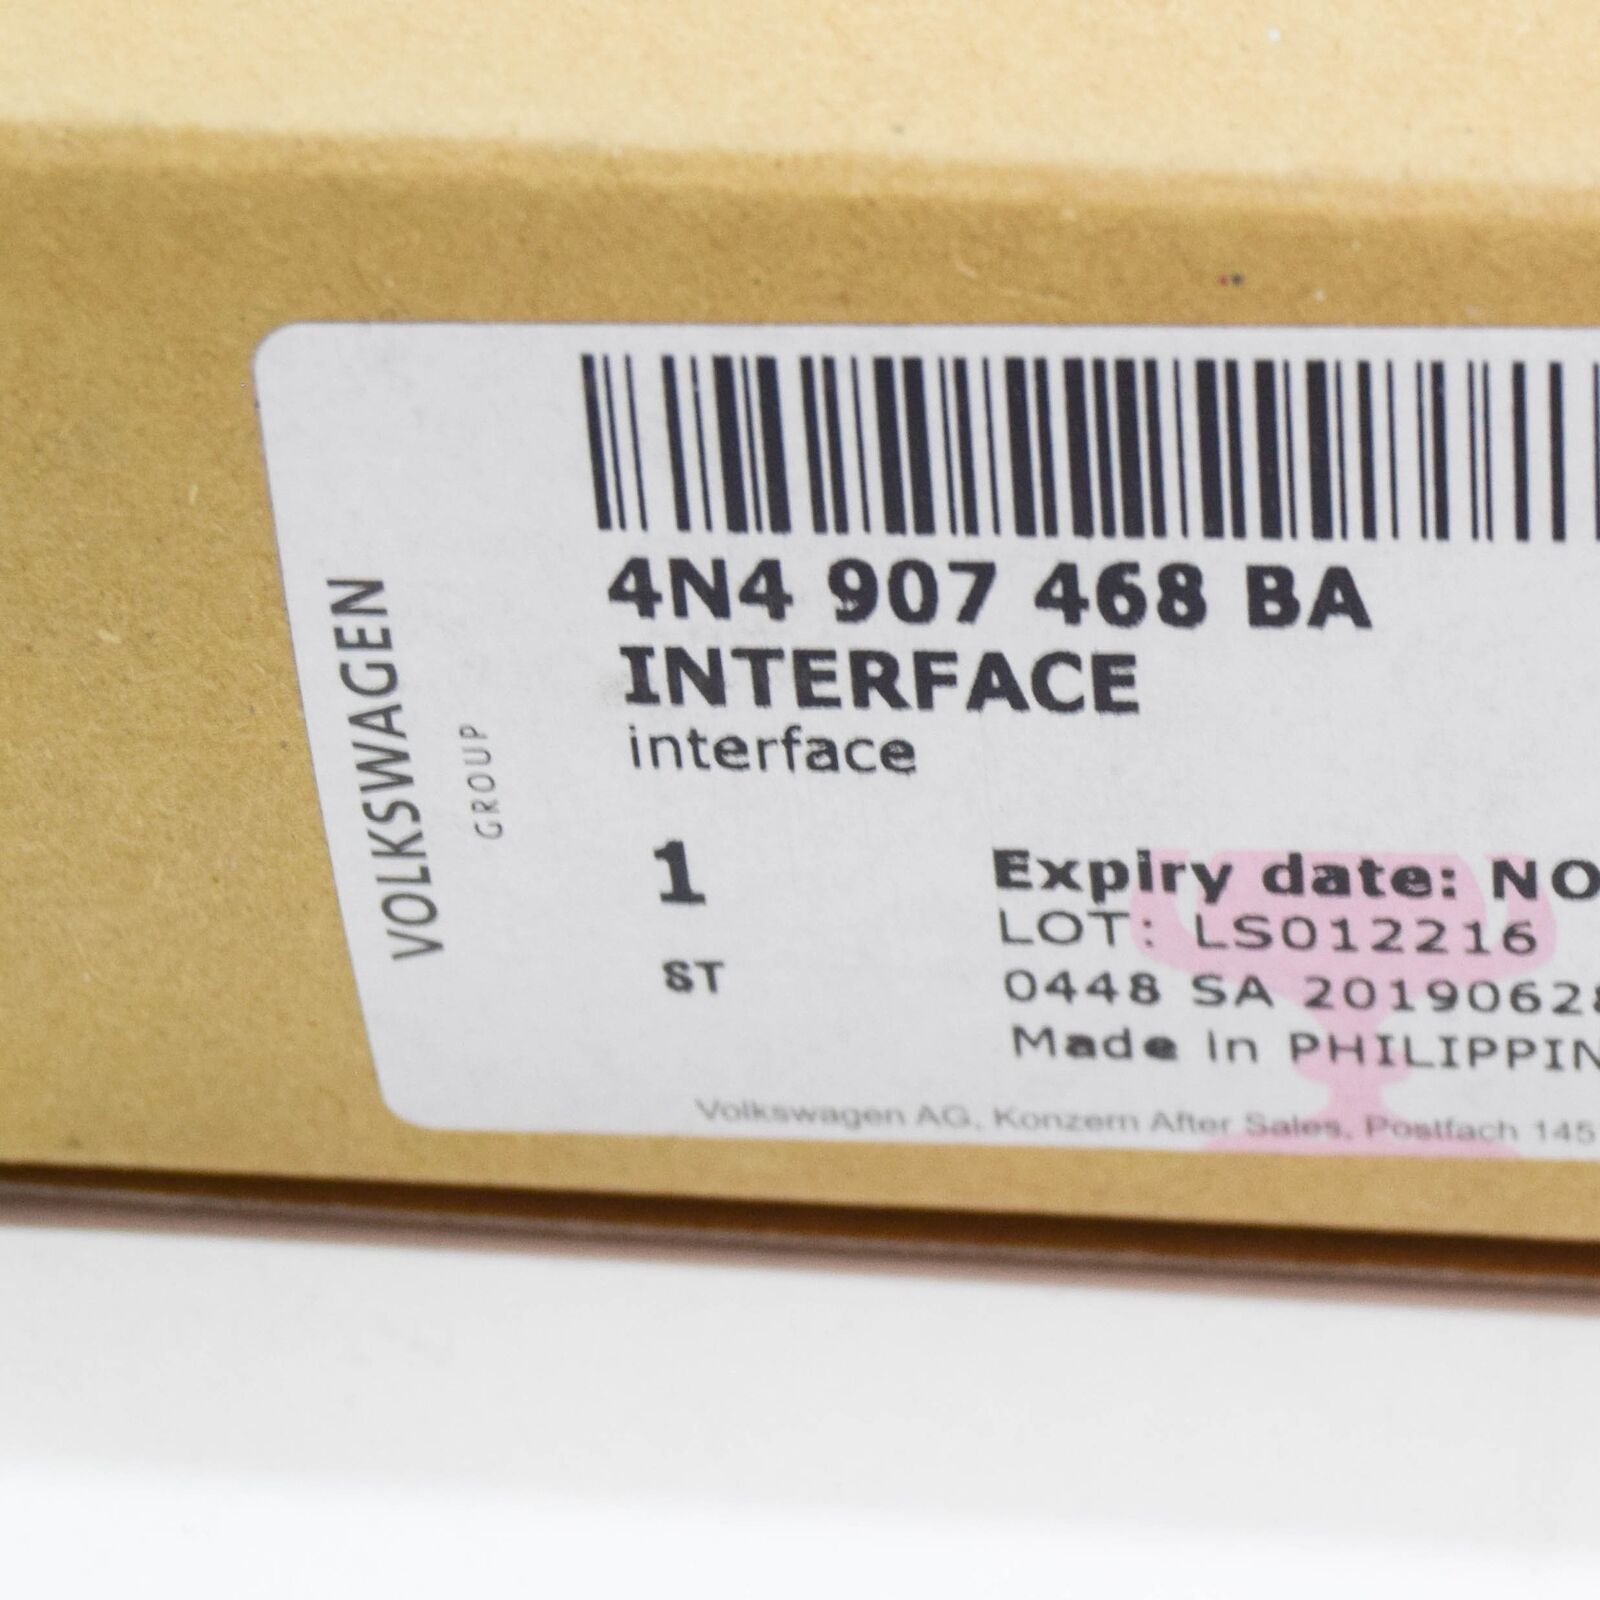 VOLKSWAGEN
GROUP
4N4 907 468 BA
INTERFACE
interface
1
ST
Expiry date: NO
LOT: LS012216
0448 SA 2019062
Made in PHILIPPIN
Volkswagen AG, Konzern After Sales, Postfach 145